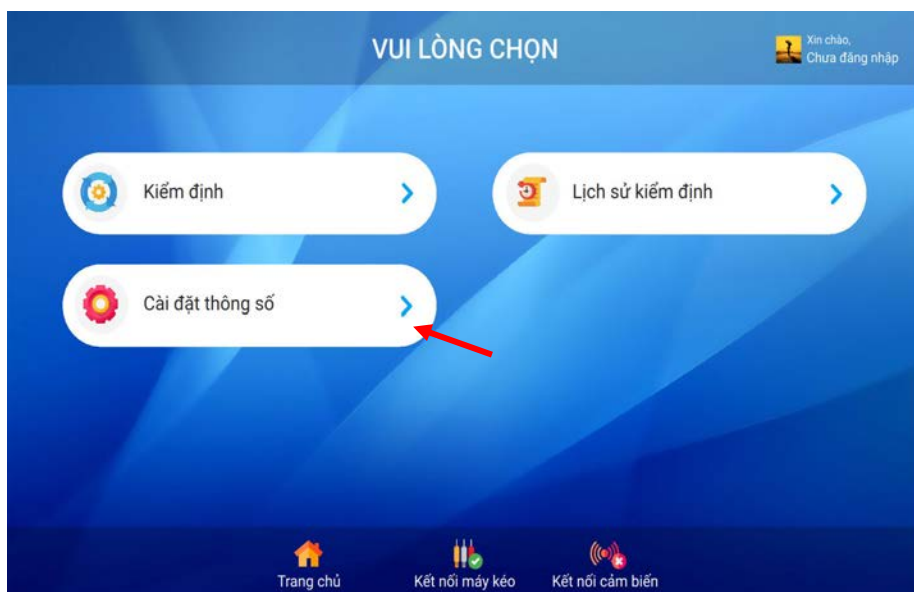 VUI LÒNG CHỌN
Xin chào,
Chưa đăng nhập
Kiểm định
Lịch sử kiểm định
Cài đặt thông số
Trang chủ
Kết nối máy kéo
Kết nối cảm biến